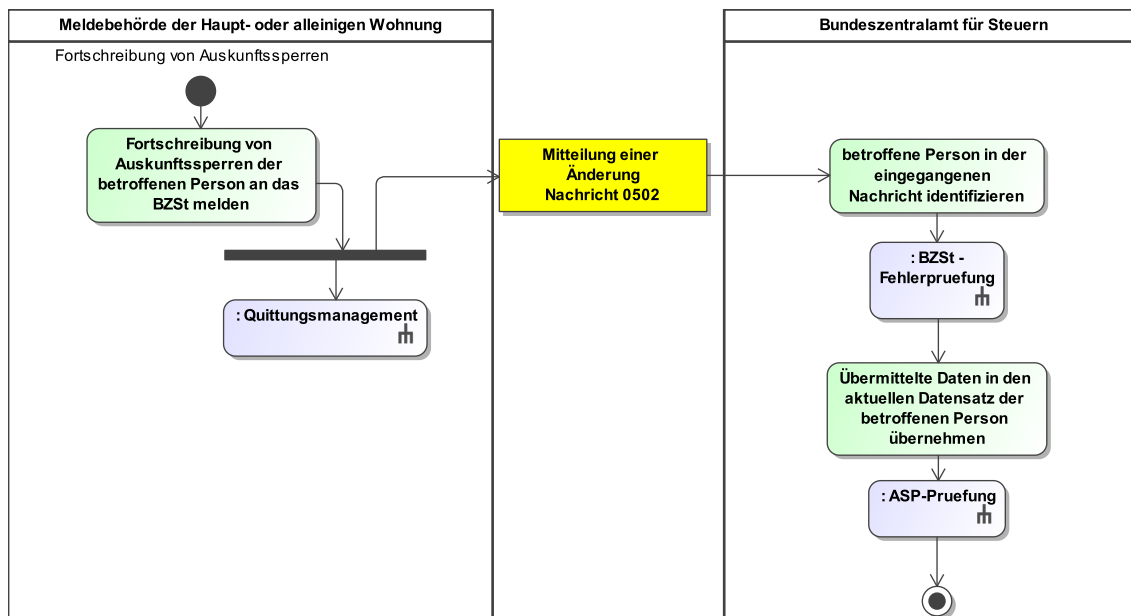 Meldebehörde der Haupt- oder alleinigen Wohnung
Fortschreibung von Auskunftssperren
Fortschreibung von
Auskunftssperren der
betroffenen Person an das
BZSt melden
: Quittungsmanagement
Mitteilung einer
Änderung
Nachricht 0502
Bundeszentralamt für Steuern
betroffene Person in der
eingegangenen
Nachricht identifizieren
: BZSt -
Fehlerpruefung
Übermittelte Daten in den
aktuellen Datensatz der
betroffenen Person
übernehmen
: ASP-Pruefung